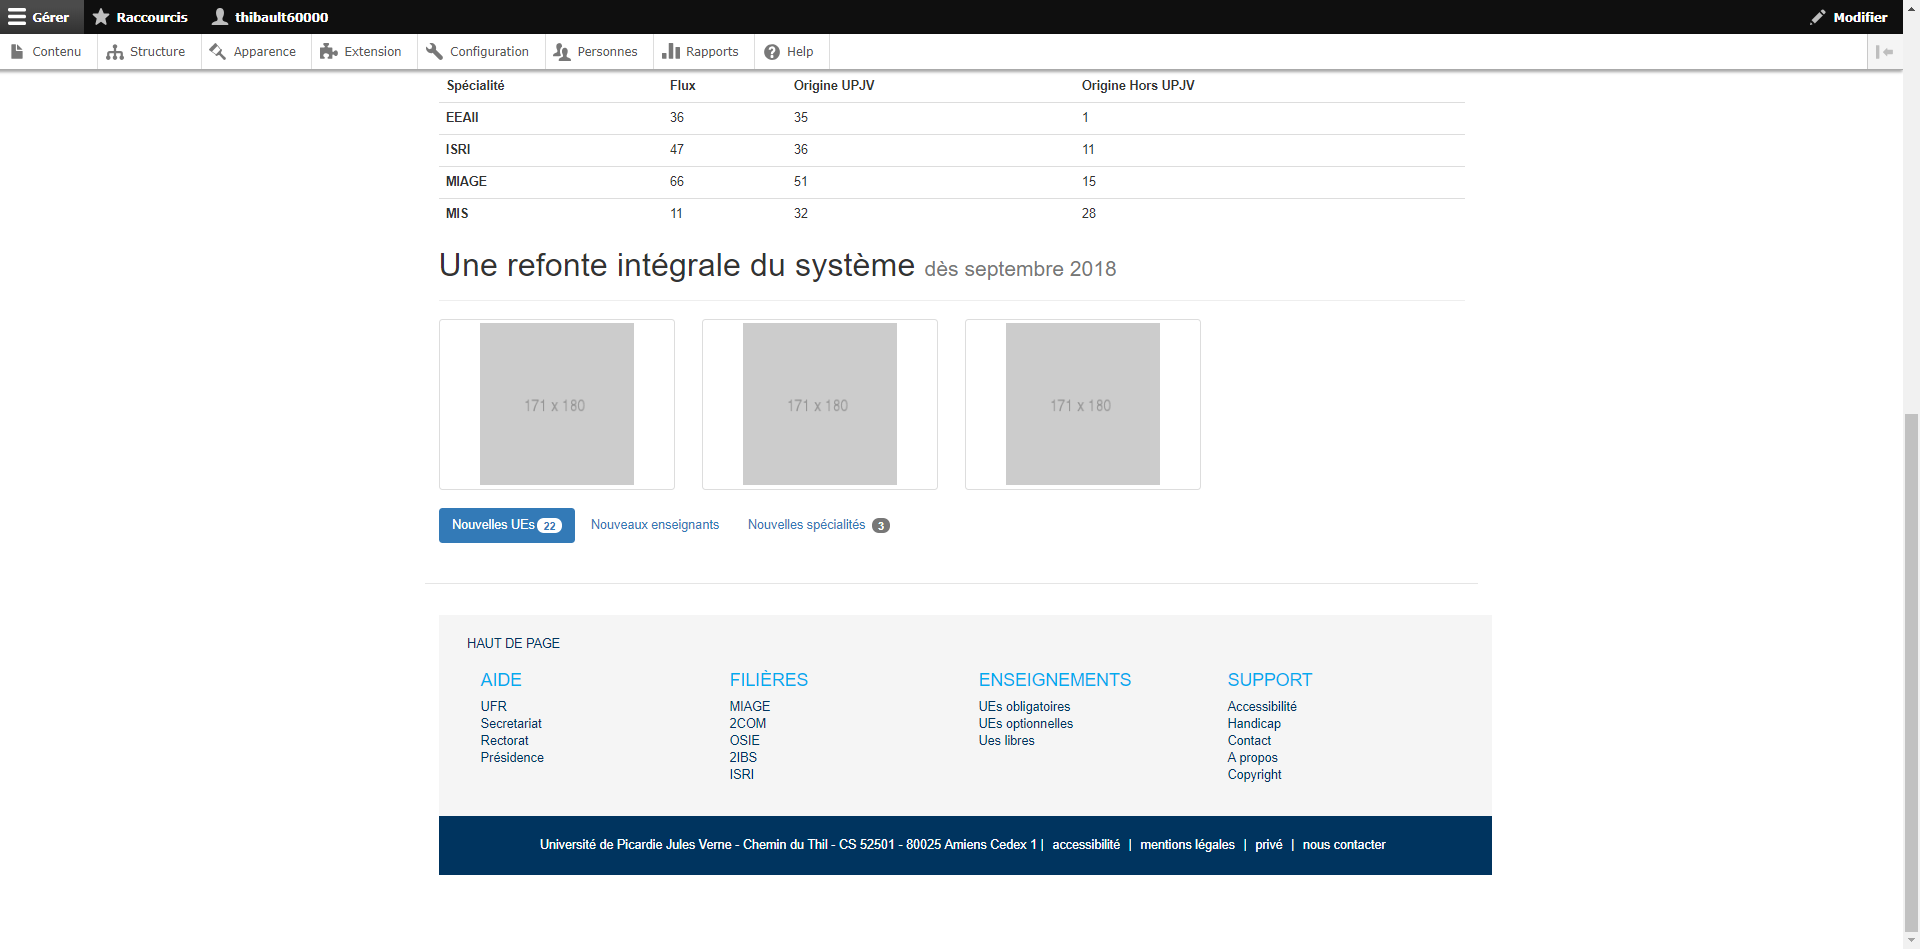 Gérer Raccourcis thibault60000 Modifier
Contenu Structure Apparence Extension Configuration Personnes Rapports Help
Spécialité Flux Origine UPJV Origine Hors UPJV
EEAII 36 35 1
ISRI 47 36 11
MIAGE 66 51 15
MIS 11 32 28
Une refonte intégrale du système dès septembre 2018
171 x 180 171 x 180 171 x 180
Nouvelles UEs 22 Nouveaux enseignants Nouvelles spécialités 3
HAUT DE PAGE
AIDE
UFR
Secretariat
Rectorat
Présidence
FILIÈRES
MIAGE
2COM
OSIE
2IBS
ISRI
ENSEIGNEMENTS
UEs obligatoires
UEs optionnelles
Ues libres
SUPPORT
Accessibilité
Handicap
Contact
A propos
Copyright
Université de Picardie Jules Verne - Chemin du Thil - CS 52501 - 80025 Amiens Cedex 1 | accessibilité | mentions légales | privé | nous contacter